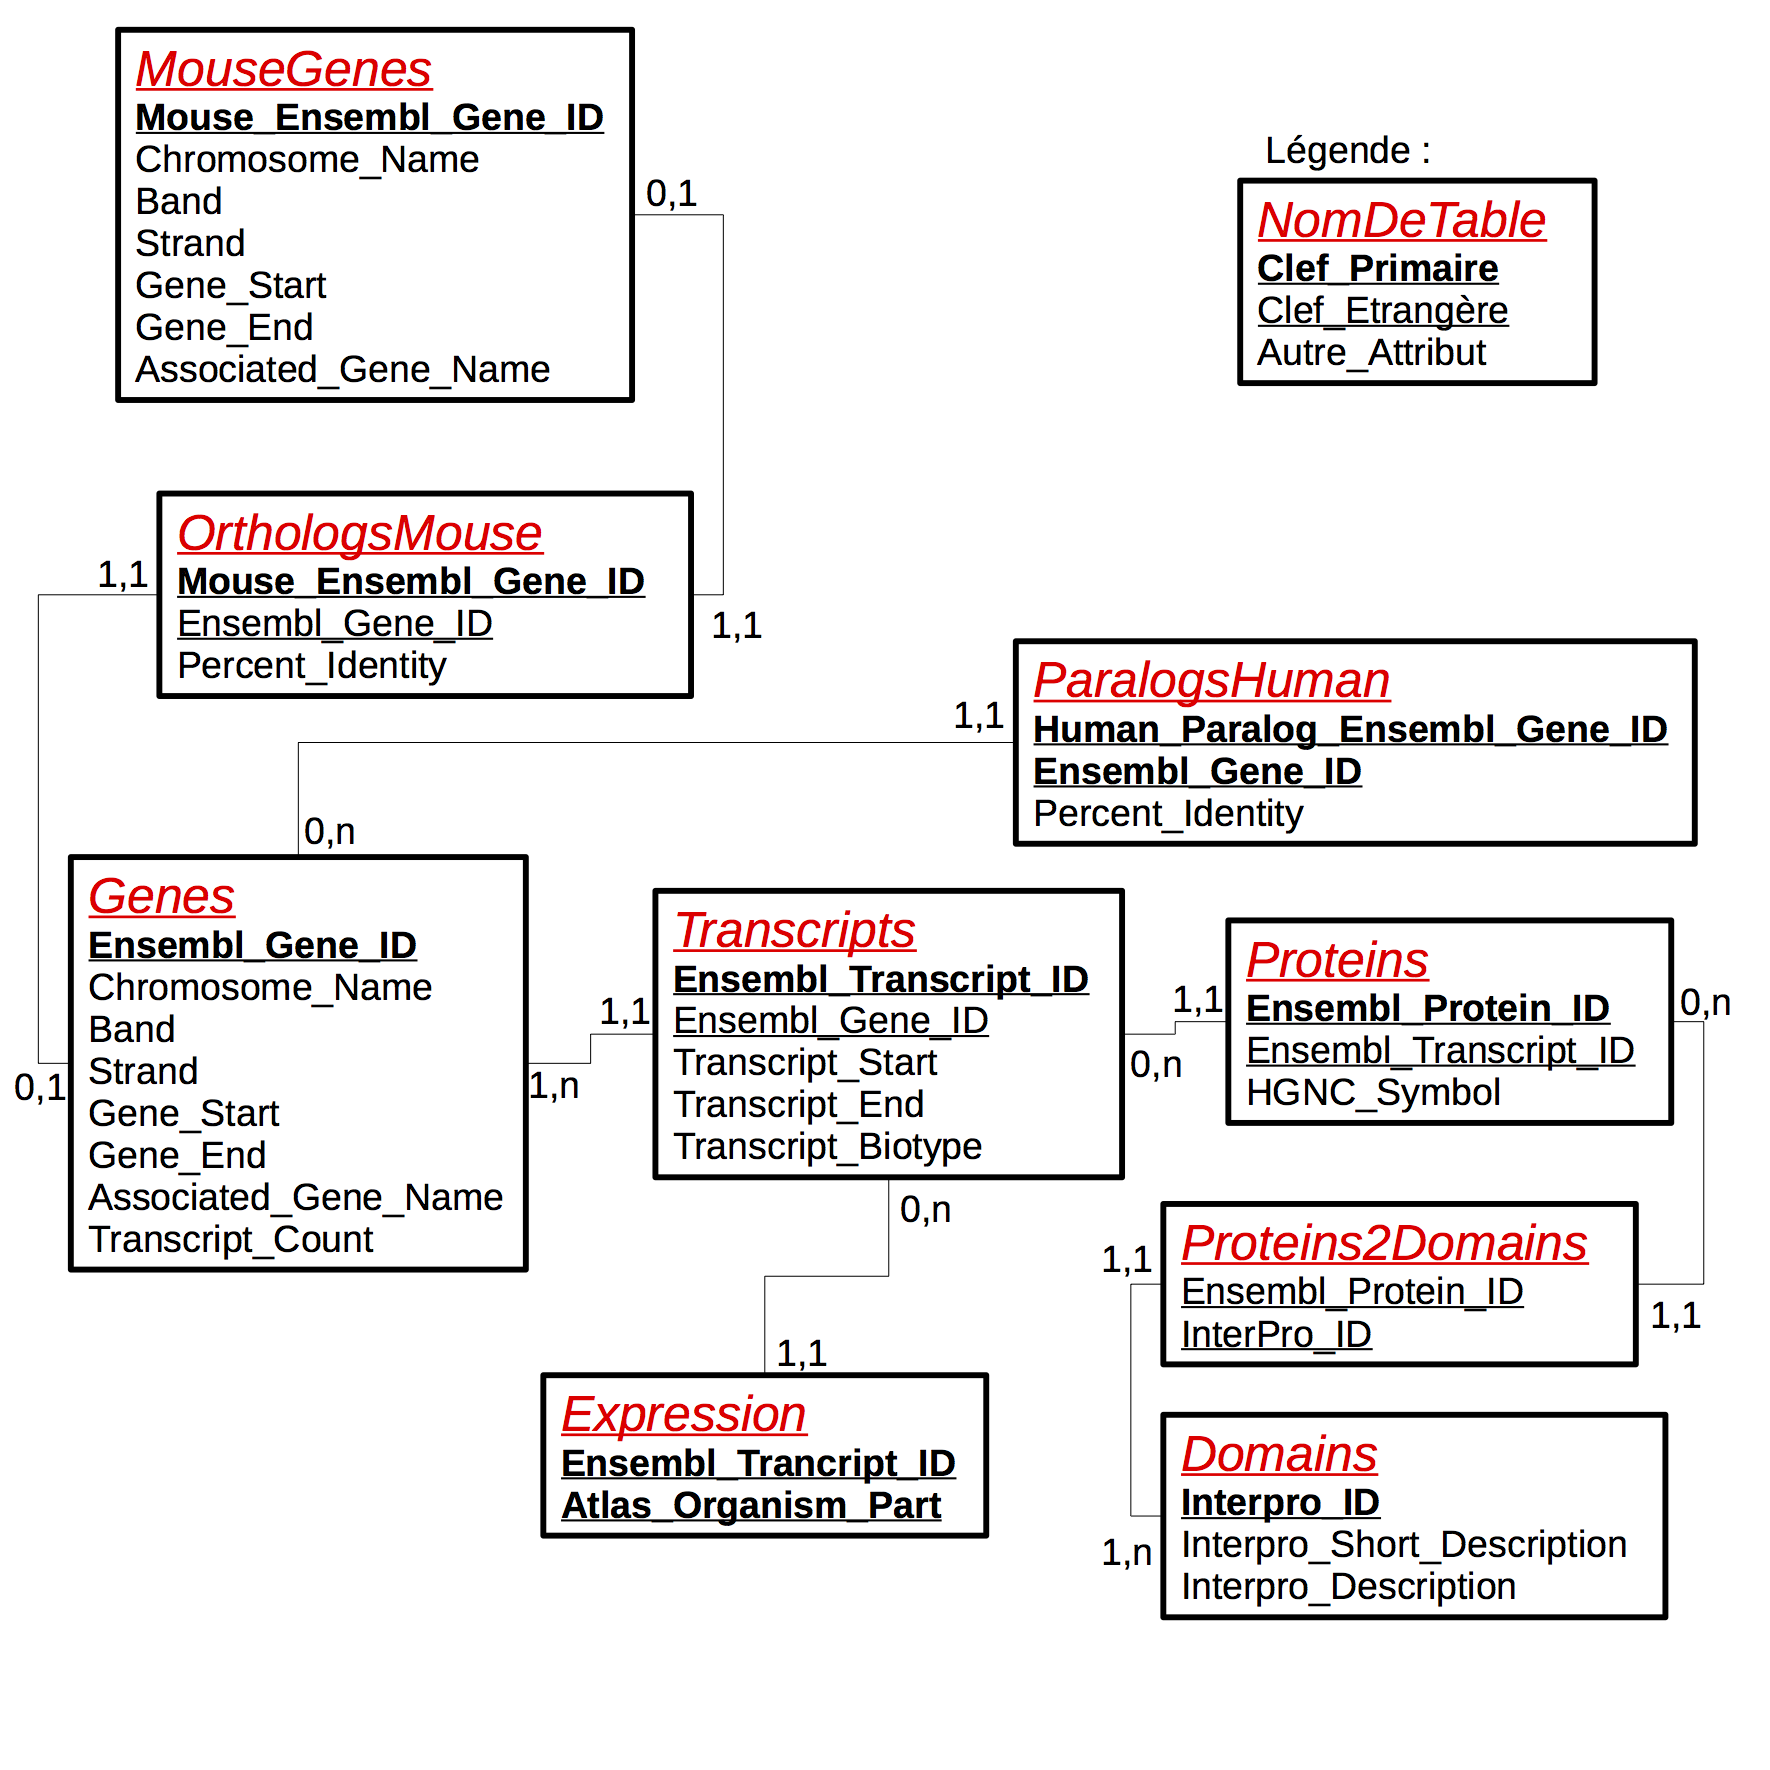 MouseGenes
Mouse_Ensembl_Gene_ID
Chromosome_Name
Band
Strand
Gene_Start
Gene_End
Associated_Gene_Name
0,1
Légende :
NomDeTable
Clef_Primaire
Clef_Etrangère
Autre_Attribut
OrthologsMouse
Mouse_Ensembl_Gene_ID
Ensembl_Gene_ID
Percent_Identity
1,1
1,1
ParalogsHuman
Human_Paralog_Ensembl_Gene_ID
Ensembl_Gene_ID
Percent_Identity
1,1
0,n
Genes
Ensembl_Gene_ID
Chromosome_Name
Band
Strand
Gene_Start
Gene_End
Associated_Gene_Name
Transcript_Count
0,1
1,n
Transcripts
Ensembl_Transcript_ID
Ensembl_Gene_ID
Transcript_Start
Transcript_End
Transcript_Biotype
1,1
0,n
0,n
Proteins
Ensembl_Protein_ID
Ensembl_Transcript_ID
HGNC_Symbol
1,1
0,n
Proteins2Domains
Ensembl_Protein_ID
InterPro_ID
1,1
1,1
Expression
Ensembl_Trancript_ID
Atlas_Organism_Part
1,1
Domains
Interpro_ID
Interpro_Short_Description
Interpro_Description
1,n